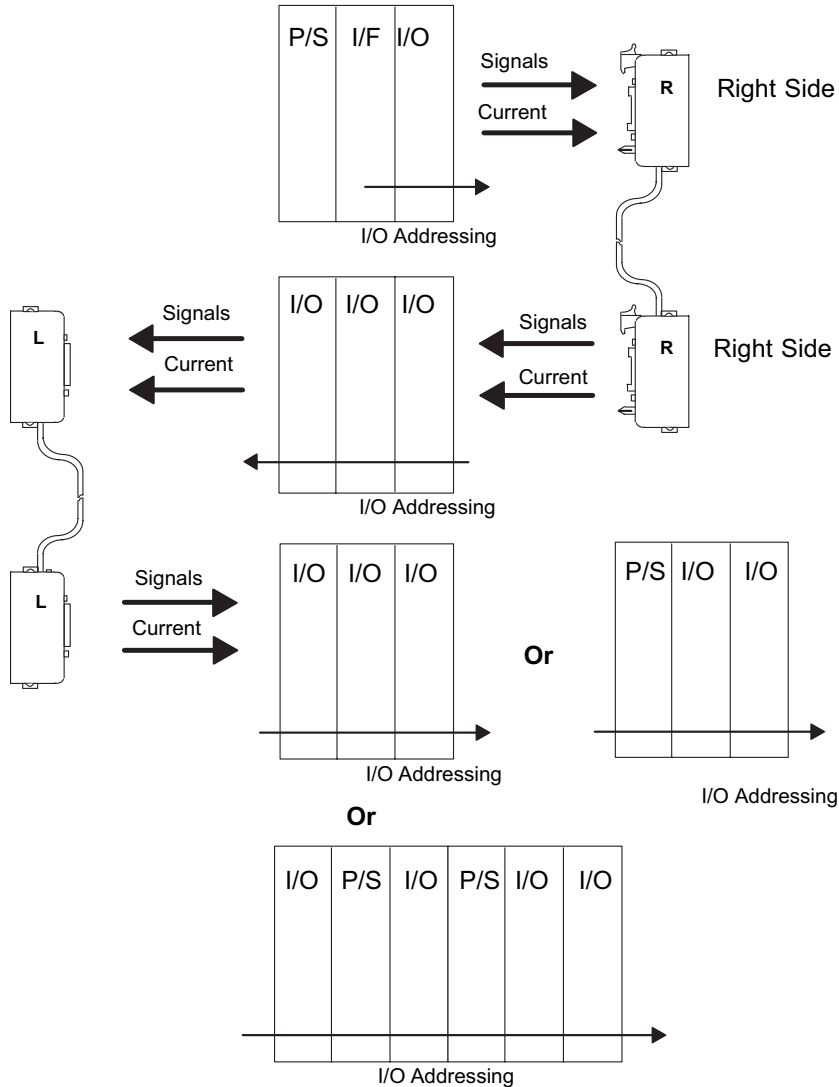 P/S I/F I/O
Signals
R
Right Side
Current
I/O Addressing
I/O I/O I/O
Signals
Signals
L
R
Right Side
Current
Current
I/O Addressing
I/O I/O I/O
P/S I/O I/O
Signals
L
Current
Or
I/O Addressing
I/O Addressing
Or
I/O P/S I/O P/S I/O I/O
I/O Addressing